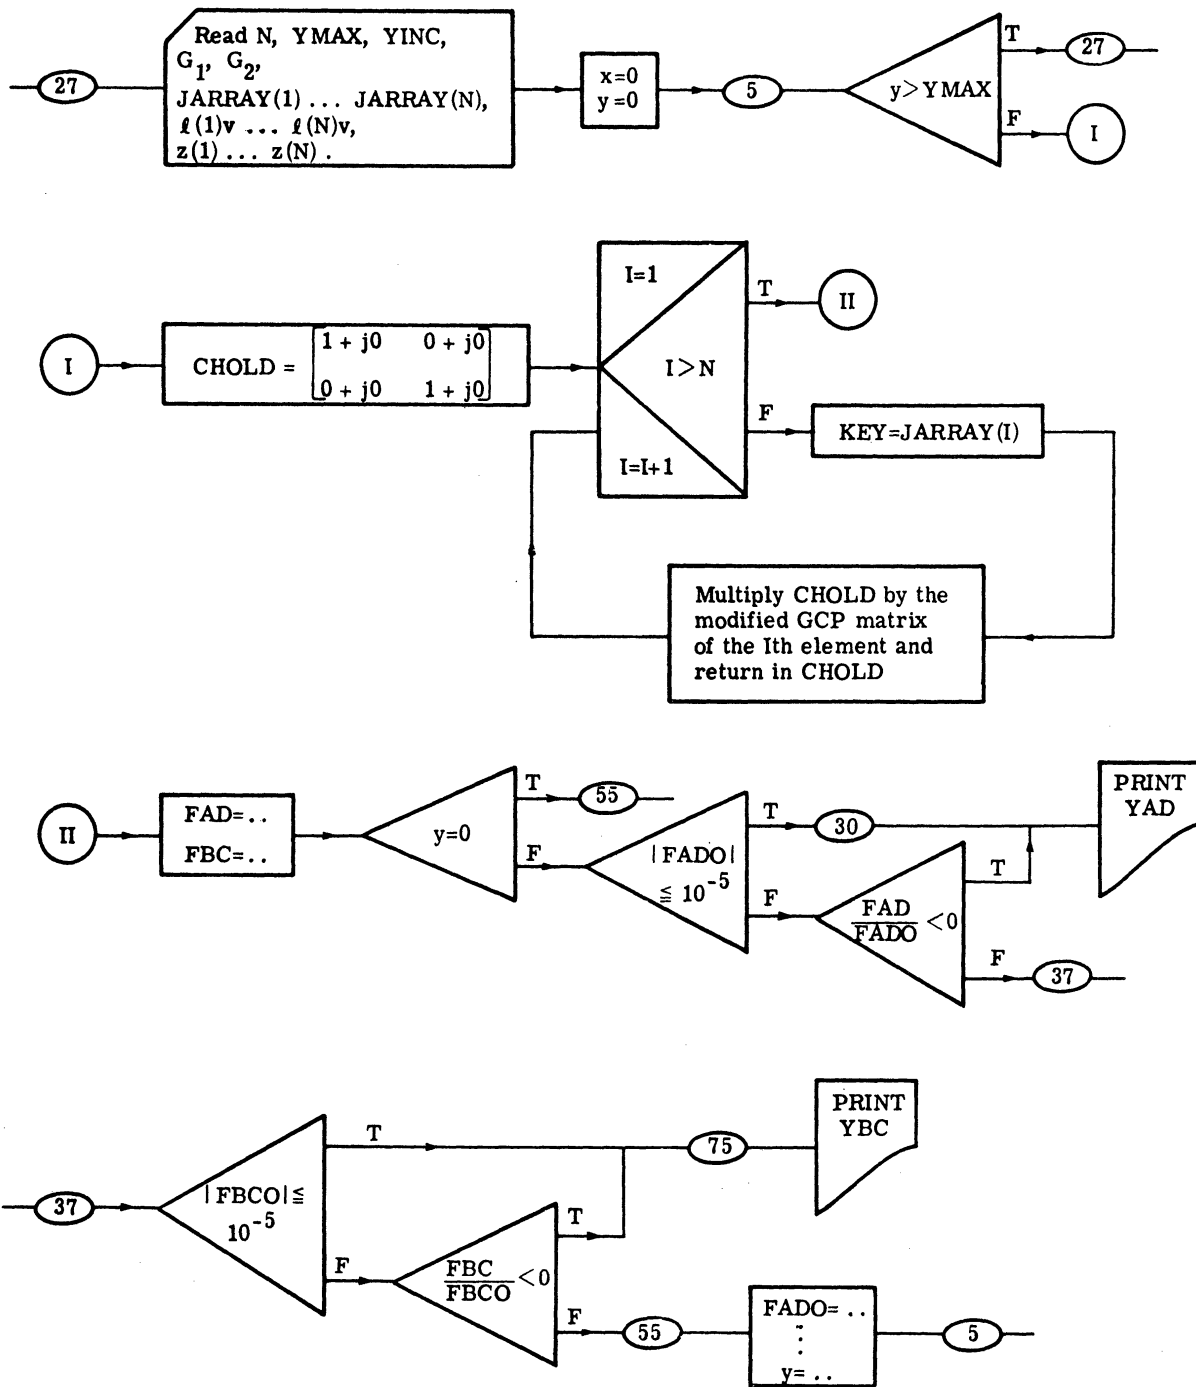 27
Read N, YMAX, YINC,
G1, G2,
JARRAY(1) ... JARRAY(N),
ℓ(1)v ... ℓ(N)v,
z(1) ... z(N) .
x=0
y=0
5
y>YMAX
T
27
F
I
I
CHOLD =
1 + j0 0 + j0
0 + j0 1 + j0
I=1
I>N
I=I+1
T
II
F
KEY=JARRAY(I)
Multiply CHOLD by the
modified GCP matrix
of the Ith element and
return in CHOLD
II
FAD= . .
FBC= . .
y=0
T
55
F
|FADO|
≦ 10^-5
T
30
PRINT
YAD
F
FAD
FADO <0
T
F
37
37
|FBCO| ≦
10^-5
T
75
PRINT
YBC
F
FBC
FBCO <0
T
F
55
FADO= . .
:
.
y= . .
5